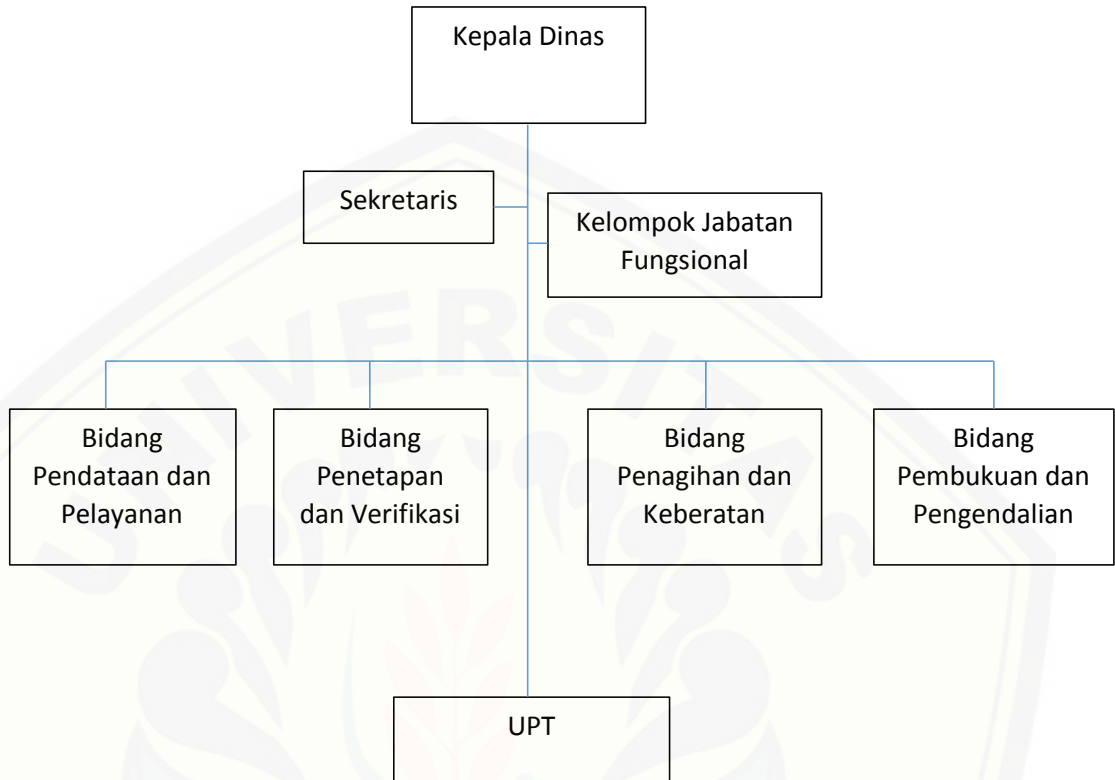 Kepala Dinas
Sekretaris
Kelompok Jabatan
Fungsional
UNIVERSITAS
Bidang
Pendataan dan
Pelayanan
Bidang
Penetapan
dan Verifikasi
Bidang
Penagihan dan
Keberatan
Bidang
Pembukuan dan
Pengendalian
UPT